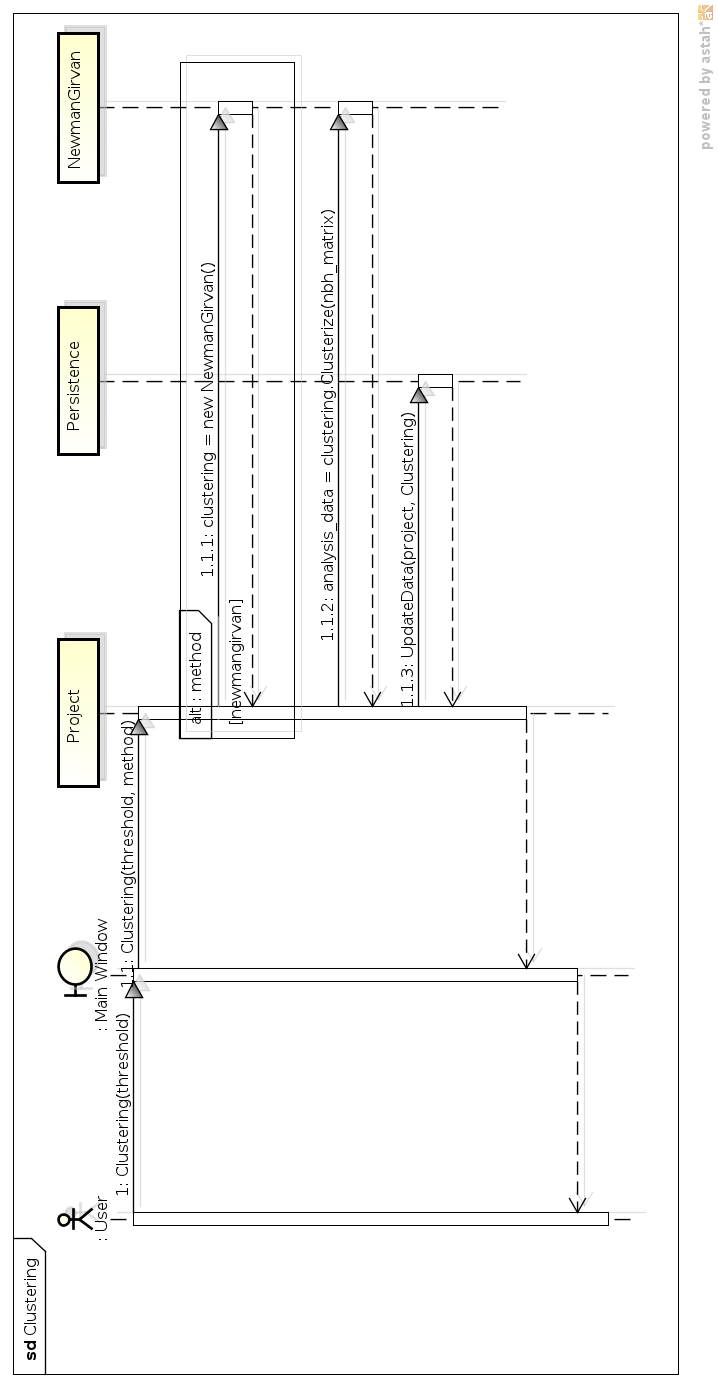 sd Clustering
: User
: Main Window
Project
Persistence
NewmanGirvan
1: Clustering(threshold)
1.1: Clustering(threshold, method)
alt : method
[newmangirvan]
1.1.1: clustering = new NewmanGirvan()
1.1.2: analysis_data = clustering.Clusterize(nbh_matrix)
1.1.3: UpdateData(project, Clustering)
powered by astah*